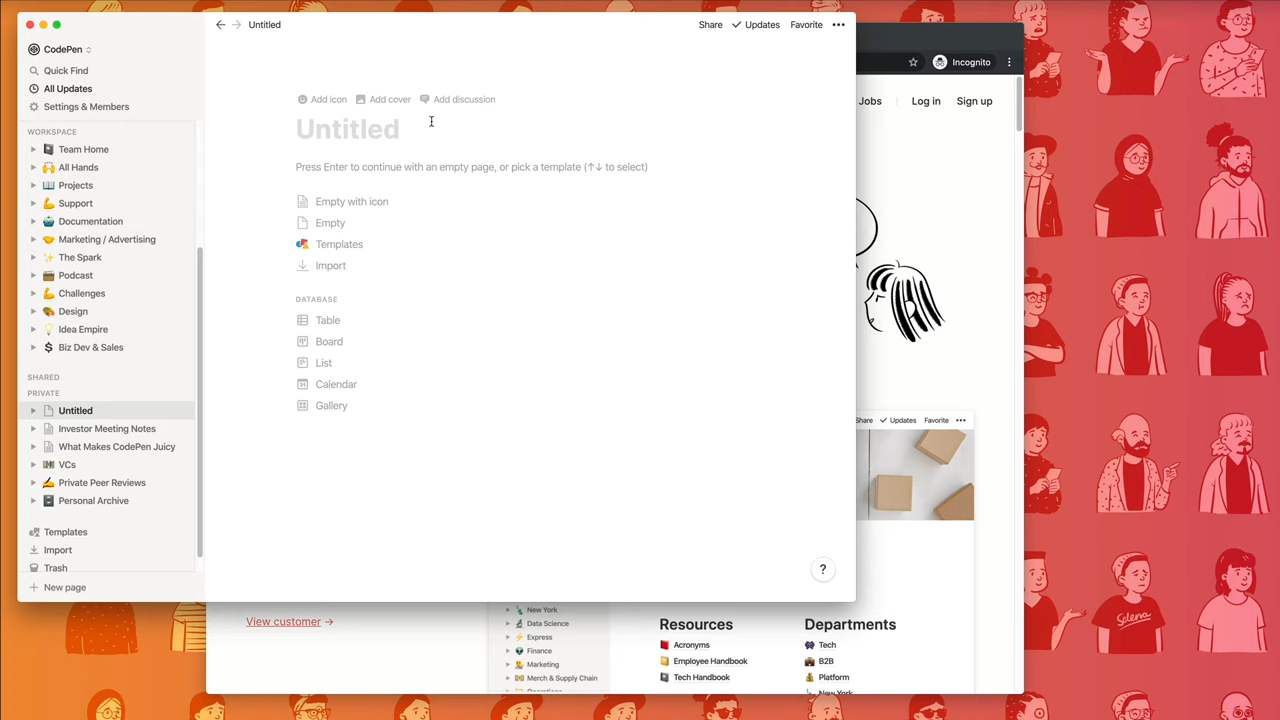 Untitled
Share
Updates
Favorite
•••
CodePen
Quick Find
All Updates
Settings & Members
WORKSPACE
Team Home
All Hands
Projects
Support
Documentation
Marketing / Advertising
The Spark
Podcast
Challenges
Design
Idea Empire
Biz Dev & Sales
SHARED
PRIVATE
Untitled
Investor Meeting Notes
What Makes CodePen Juicy
VCs
Private Peer Reviews
Personal Archive
Templates
Import
Trash
+ New page
Add icon
Add cover
Add discussion
Untitled
Press Enter to continue with an empty page, or pick a template (↑↓ to select)
Empty with icon
Empty
Templates
Import
DATABASE
Table
Board
List
Calendar
Gallery
?
Incognito
Jobs
Log in
Sign up
Share
Updates
Favorite
•••
View customer →
New York
Data Science
Express
Finance
Marketing
Merch & Supply Chain
Resources
Acronyms
Employee Handbook
Tech Handbook
Departments
Tech
B2B
Platform
New York
Selena